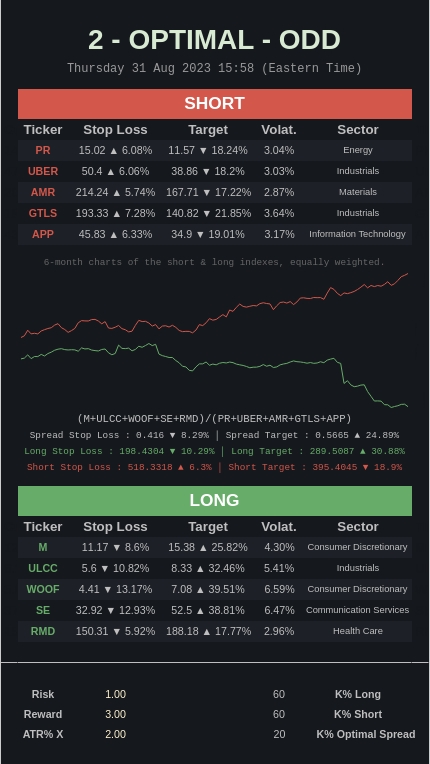 2 - OPTIMAL - ODD
Thursday 31 Aug 2023 15:58 (Eastern Time)
SHORT
Ticker Stop Loss Target Volat. Sector
PR 15.02 ▲ 6.08% 11.57 ▼ 18.24% 3.04% Energy
UBER 50.4 ▲ 6.06% 38.86 ▼ 18.2% 3.03% Industrials
AMR 214.24 ▲ 5.74% 167.71 ▼ 17.22% 2.87% Materials
GTLS 193.33 ▲ 7.28% 140.82 ▼ 21.85% 3.64% Industrials
APP 45.83 ▲ 6.33% 34.9 ▼ 19.01% 3.17% Information Technology
6-month charts of the short & long indexes, equally weighted.
(M+ULCC+WOOF+SE+RMD)/(PR+UBER+AMR+GTLS+APP)
Spread Stop Loss : 0.416 ▼ 8.29% | Spread Target : 0.5665 ▲ 24.89%
Long Stop Loss : 198.4304 ▼ 10.29% | Long Target : 289.5087 ▲ 30.88%
Short Stop Loss : 518.3318 ▲ 6.3% | Short Target : 395.4045 ▼ 18.9%
LONG
Ticker Stop Loss Target Volat. Sector
M 11.17 ▼ 8.6% 15.38 ▲ 25.82% 4.30% Consumer Discretionary
ULCC 5.6 ▼ 10.82% 8.33 ▲ 32.46% 5.41% Industrials
WOOF 4.41 ▼ 13.17% 7.08 ▲ 39.51% 6.59% Consumer Discretionary
SE 32.92 ▼ 12.93% 52.5 ▲ 38.81% 6.47% Communication Services
RMD 150.31 ▼ 5.92% 188.18 ▲ 17.77% 2.96% Health Care
Risk 1.00 60 K% Long
Reward 3.00 60 K% Short
ATR% X 2.00 20 K% Optimal Spread